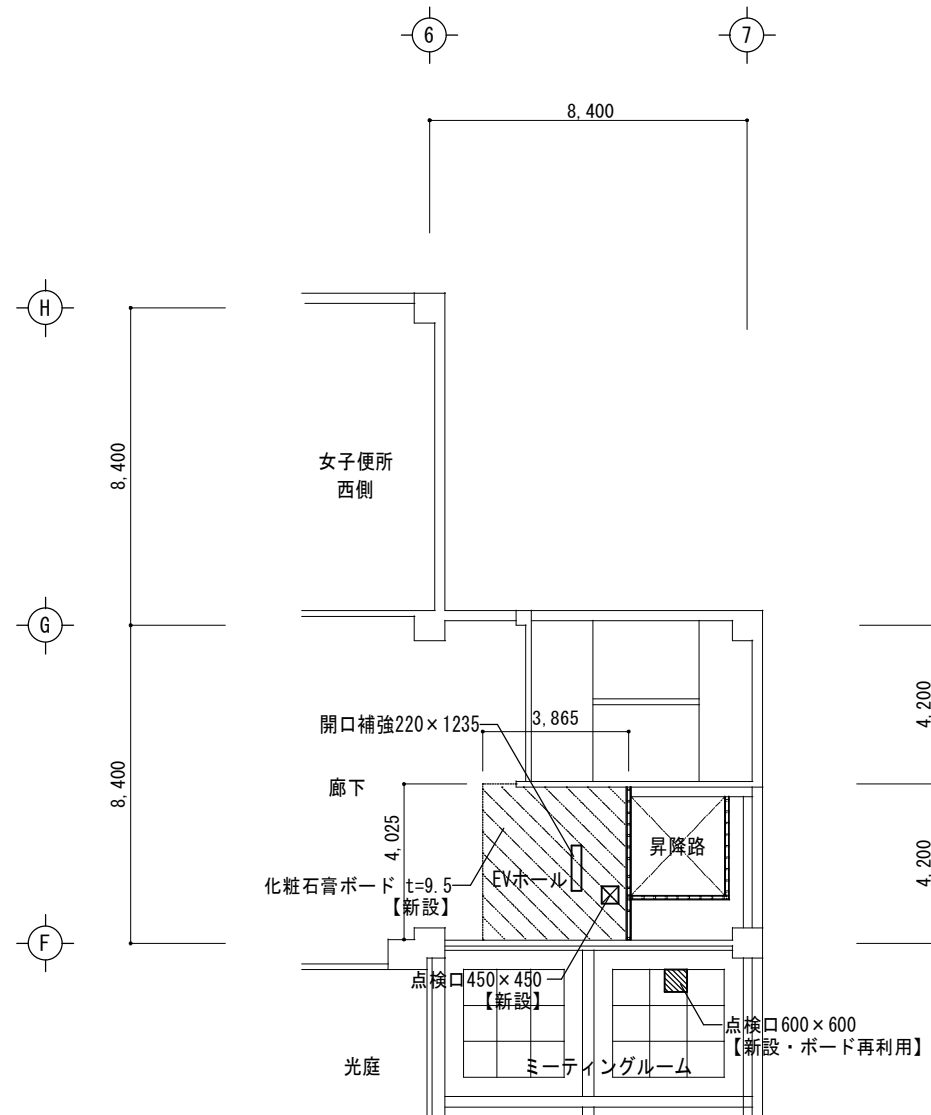 6
7
8,400
H
8,400
女子便所
西側
G
4,200
開口補強220×1235
3,865
廊下
8,400
4,025
昇降路
4,200
化粧石膏ボード t=9.5
【新設】
EVホール
F
点検口450×450
【新設】
点検口600×600
【新設・ボード再利用】
光庭
ミーティングルーム